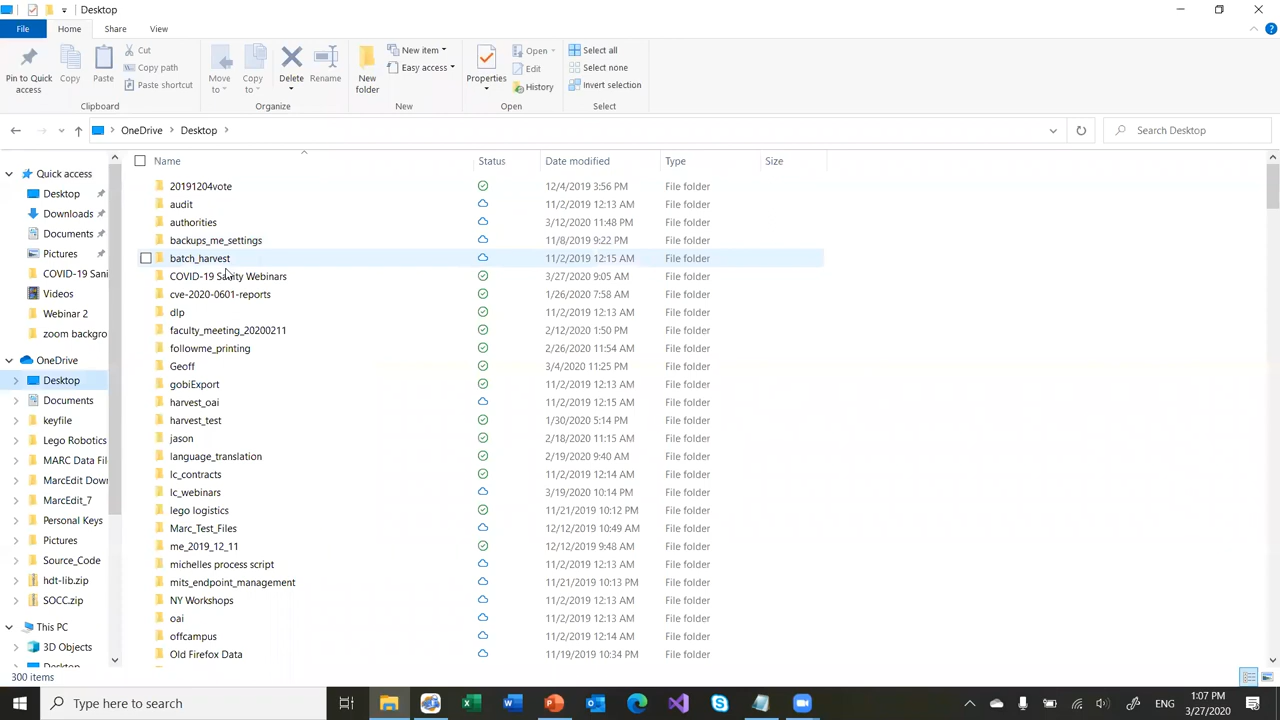 Desktop
File Home Share View
Pin to Quick access
Copy
Paste
Cut
Copy path
Paste shortcut
Clipboard
Move to
Copy to
Delete
Rename
Organize
New folder
New item
Easy access
New
Properties
Open
Edit
History
Open
Select all
Select none
Invert selection
Select
OneDrive Desktop
Search Desktop
Name Status Date modified Type Size
Quick access
Desktop
Downloads
Documents
Pictures
COVID-19 Sani
Videos
Webinar 2
zoom backgro
OneDrive
Desktop
Documents
keyfile
Lego Robotics
MARC Data Fil
MarcEdit Down
MarcEdit_7
Personal Keys
Pictures
Source_Code
hdt-lib.zip
SOCC.zip
This PC
3D Objects
Desktop
20191204vote 12/4/2019 3:56 PM File folder
audit 11/2/2019 12:13 AM File folder
authorities 3/12/2020 11:48 PM File folder
backups_me_settings 11/8/2019 9:22 PM File folder
batch_harvest 11/2/2019 12:15 AM File folder
COVID-19 Sanity Webinars 3/27/2020 9:05 AM File folder
cve-2020-0601-reports 1/26/2020 7:58 AM File folder
dlp 11/2/2019 12:13 AM File folder
faculty_meeting_20200211 2/12/2020 1:50 PM File folder
followme_printing 2/26/2020 11:54 AM File folder
Geoff 3/4/2020 11:25 PM File folder
gobiExport 11/2/2019 12:13 AM File folder
harvest_oai 11/2/2019 12:15 AM File folder
harvest_test 1/30/2020 5:14 PM File folder
jason 2/18/2020 11:15 AM File folder
language_translation 2/19/2020 9:40 AM File folder
lc_contracts 11/2/2019 12:14 AM File folder
lc_webinars 3/19/2020 10:14 PM File folder
lego logistics 11/21/2019 10:12 PM File folder
Marc_Test_Files 12/12/2019 10:49 AM File folder
me_2019_12_11 12/12/2019 9:48 AM File folder
michelles process script 11/2/2019 12:13 AM File folder
mits_endpoint_management 11/21/2019 10:13 PM File folder
NY Workshops 11/2/2019 12:13 AM File folder
oai 11/2/2019 12:13 AM File folder
offcampus 11/2/2019 12:14 AM File folder
Old Firefox Data 11/19/2019 10:34 PM File folder
300 items
Type here to search
ENG
1:07 PM
3/27/2020